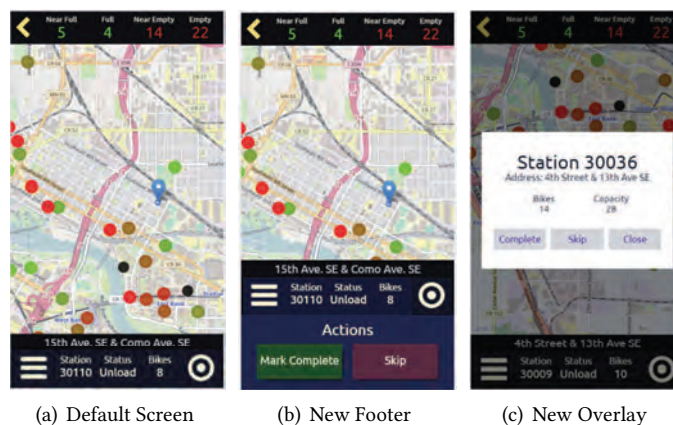 Near Full Full Near Empty Empty
5 4 14 22
15th Ave. SE & Como Ave. SE
Station Status Bikes
30110 Unload 8
(a) Default Screen
Near Full Full Near Empty Empty
5 4 14 22
15th Ave. SE & Como Ave. SE
Station Status Bikes
30110 Unload 8
Actions
Mark Complete Skip
(b) New Footer
Near Full Full Near Empty Empty
5 4 14 22
Station 30036
Address: 4th Street & 13th Ave SE
Bikes Capacity
14 28
Complete Skip Close
4th Street & 13th Ave SE
Station Status Bikes
30009 Unload 10
(c) New Overlay